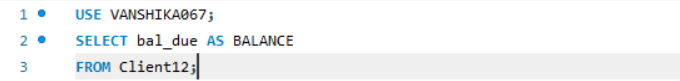 1 USE VANSHIKA067;
2 SELECT bal_due AS BALANCE
3 FROM Client12;